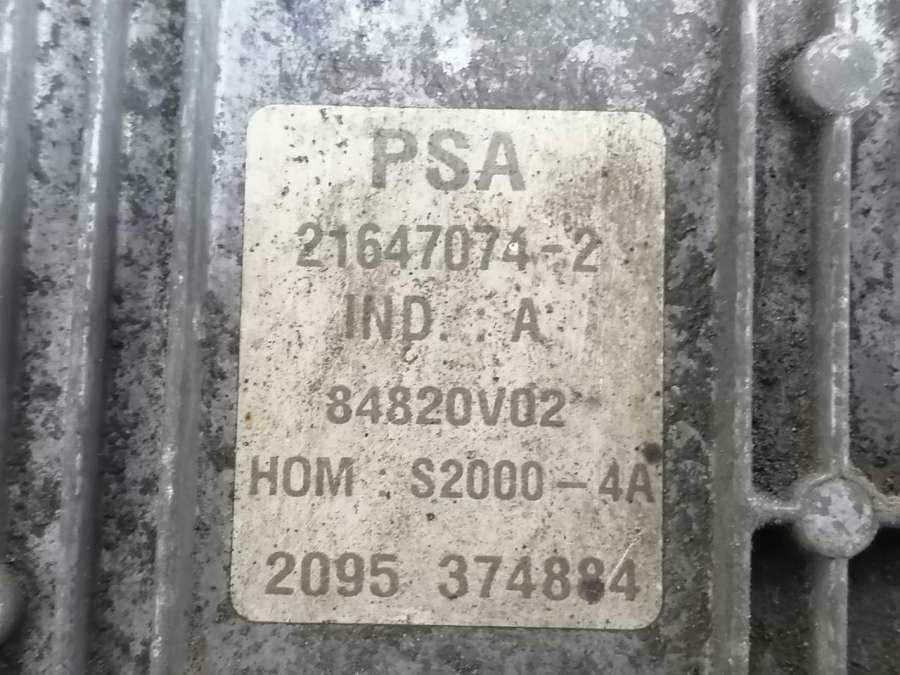 PSA
21647074-2
IND. : A
84820V02
HOM : S2000-4A
2095 374884